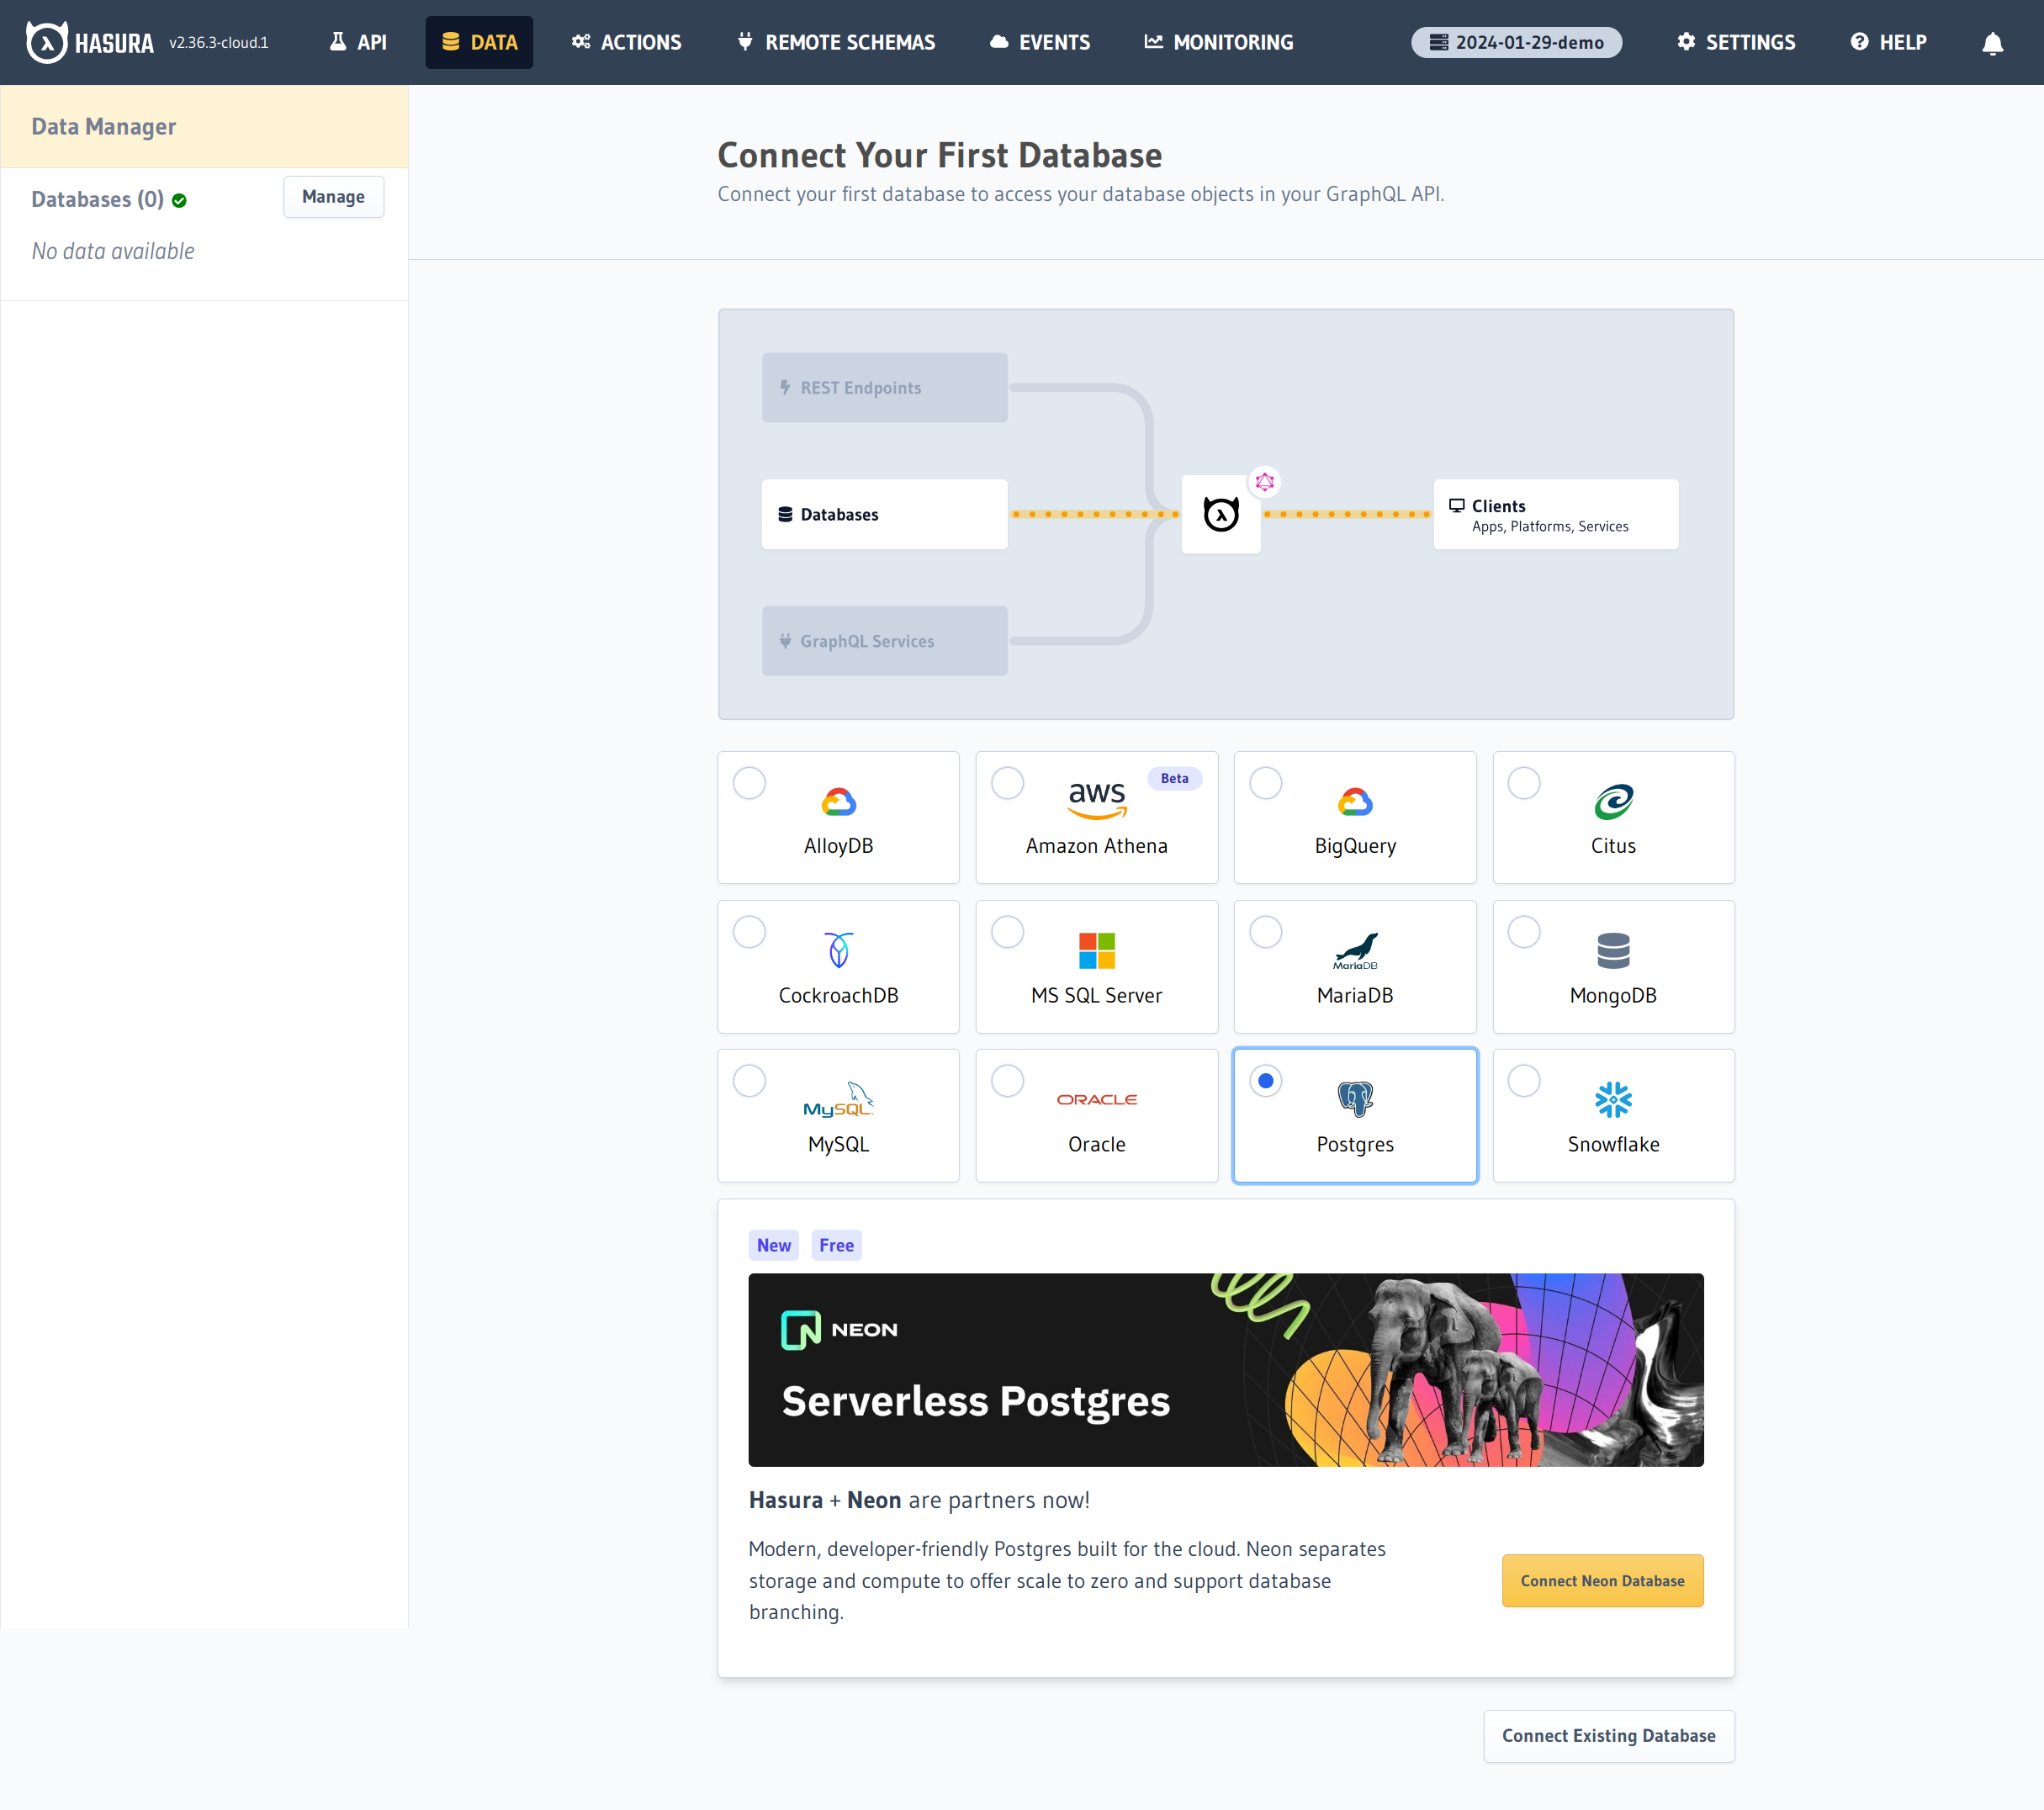 HASURA v2.36.3-cloud.1 API DATA ACTIONS REMOTE SCHEMAS EVENTS MONITORING 2024-01-29-demo SETTINGS HELP
Data Manager
Databases (0) Manage
No data available
Connect Your First Database
Connect your first database to access your database objects in your GraphQL API.
REST Endpoints
Databases
Clients
Apps, Platforms, Services
GraphQL Services
AlloyDB
aws
Beta
Amazon Athena
BigQuery
Citus
CockroachDB
MS SQL Server
MariaDB
MariaDB
MongoDB
MySQL
MySQL
ORACLE
Oracle
Postgres
Snowflake
New Free
NEON
Serverless Postgres
Hasura + Neon are partners now!
Modern, developer-friendly Postgres built for the cloud. Neon separates
storage and compute to offer scale to zero and support database
branching.
Connect Neon Database
Connect Existing Database